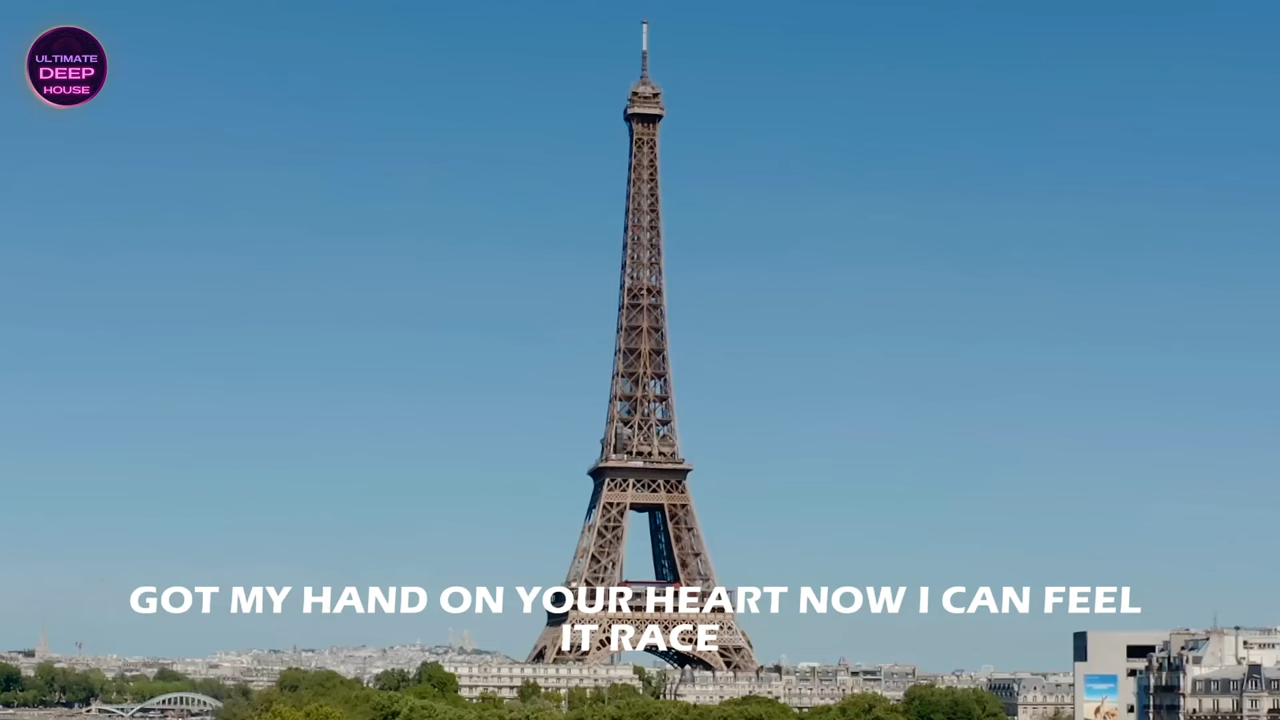 ULTIMATE
DEEP
HOUSE
GOT MY HAND ON YOUR HEART NOW I CAN FEEL
IT RACE